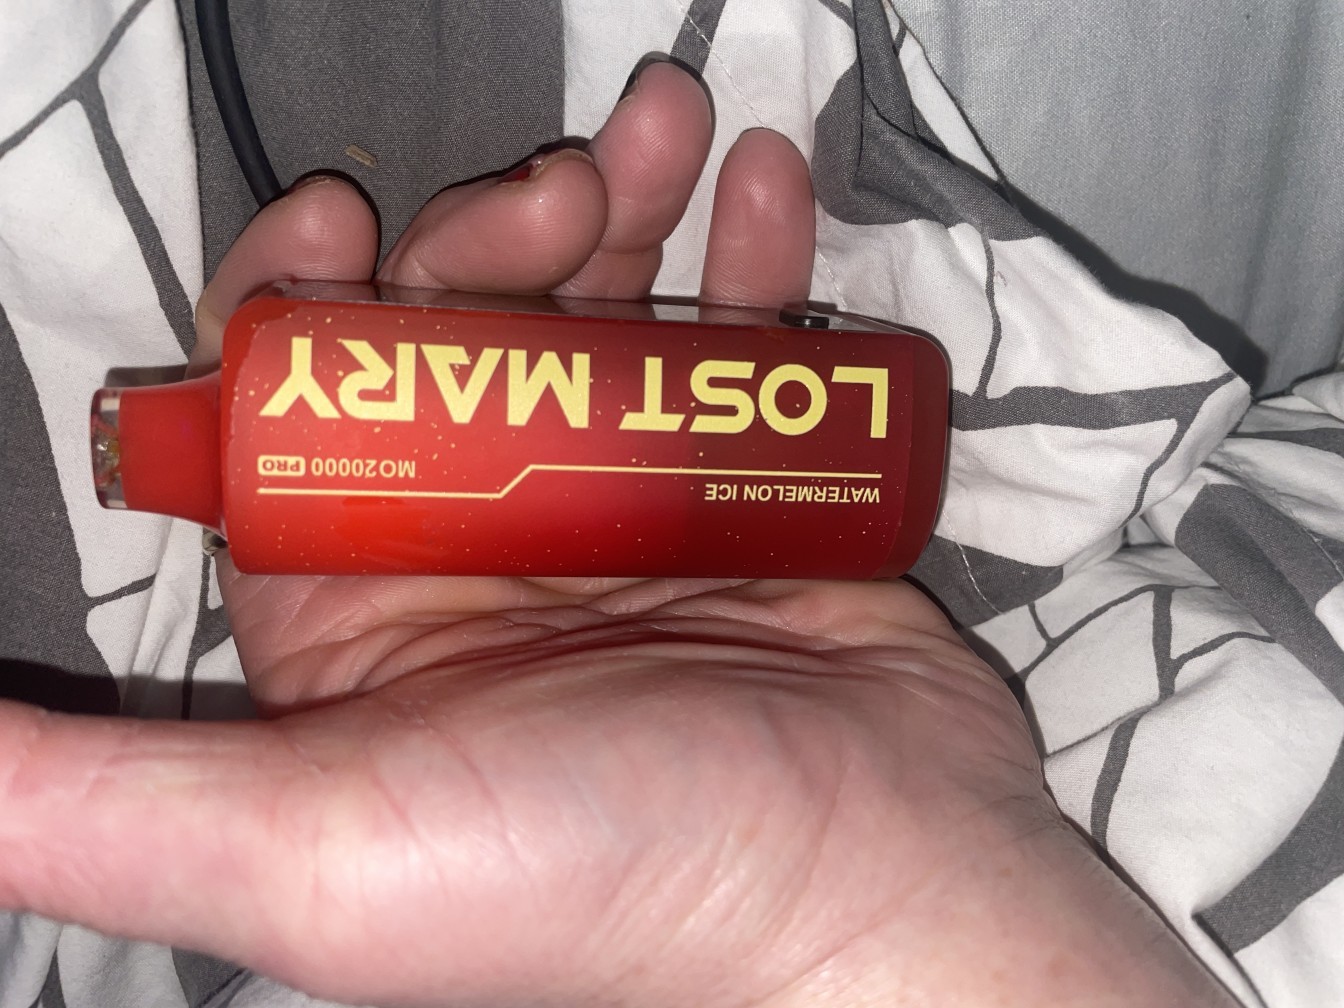 LOST MARY
WATERMELON ICE
MO20000 PRO